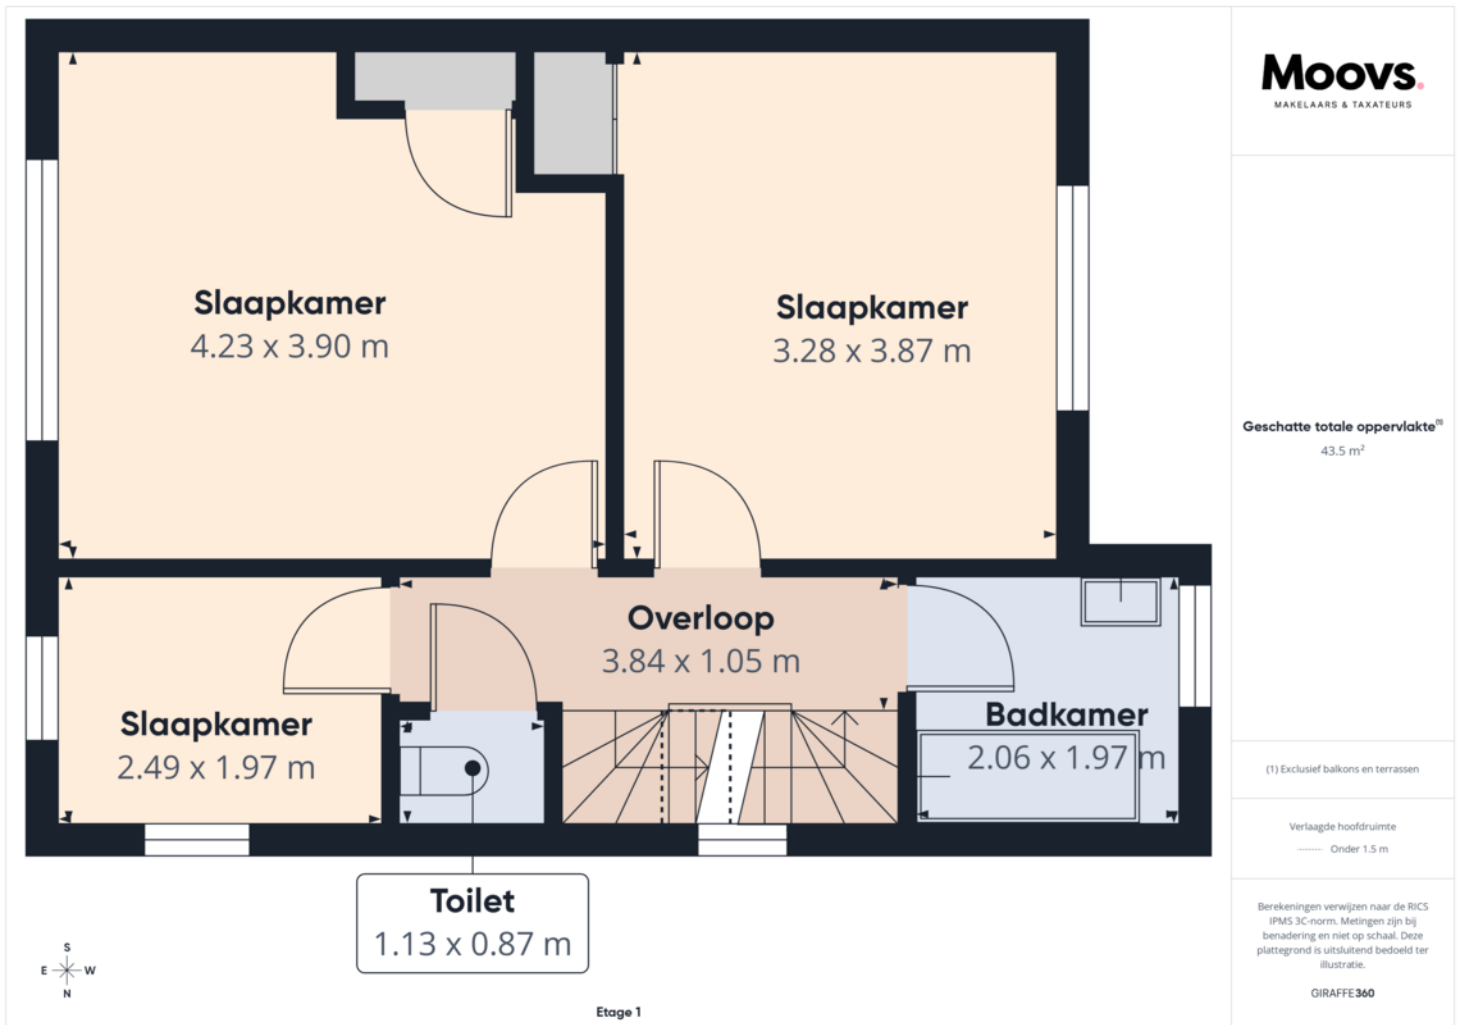 Slaapkamer
4.23 x 3.90 m
Slaapkamer
3.28 x 3.87 m
Overloop
3.84 x 1.05 m
Slaapkamer
2.49 x 1.97 m
Badkamer
2.06 x 1.97 m
Toilet
1.13 x 0.87 m
S
E W
N
Etage 1
Moovs.
MAKELAARS & TAXATEURS
Geschatte totale oppervlakte(1)
43.5 m²
(1) Exclusief balkons en terrassen
Verlaagde hoofdruimte
Onder 1.5 m
Berekeningen verwijzen naar de RICS
IPMS 3C-norm. Metingen zijn bij
benadering en niet op schaal. Deze
plattegrond is uitsluitend bedoeld ter
illustratie.
GIRAFFE360